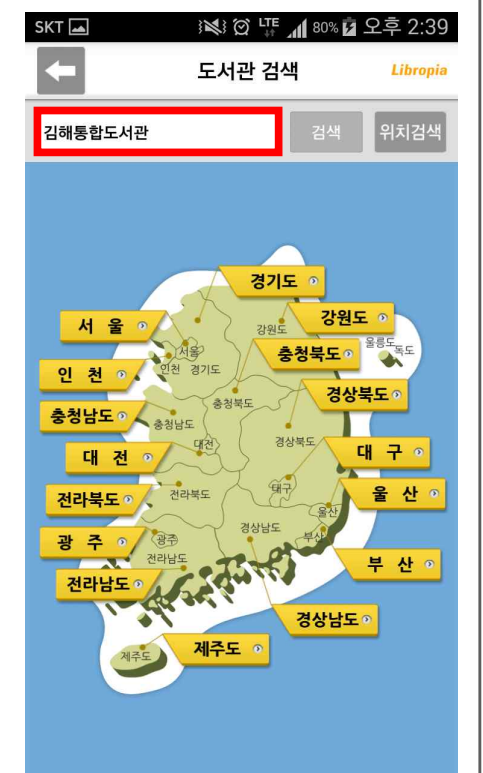 SKT LTE 80% 오후 2:39
도서관 검색 Libropia
김해통합도서관 검색 위치검색
경기도
서 울 강원도
강원도
서울 충청북도 울릉도 독도
인천 경기도
인 천
경상북도
충청북도
충청남도 충청남도
대전 경상북도
대 전 대 구
전라북도 전라북도 대구 울 산
울산
광 주 광주 경상남도 부산
전라남도 부 산
전라남도
경상남도
제주도 제주도